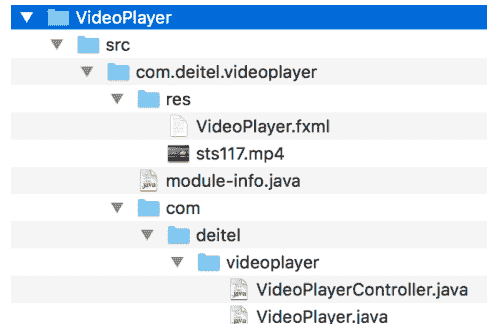 VideoPlayer
src
com.deitel.videoplayer
res
VideoPlayer.fxml
sts117.mp4
module-info.java
com
deitel
videoplayer
VideoPlayerController.java
VideoPlayer.java